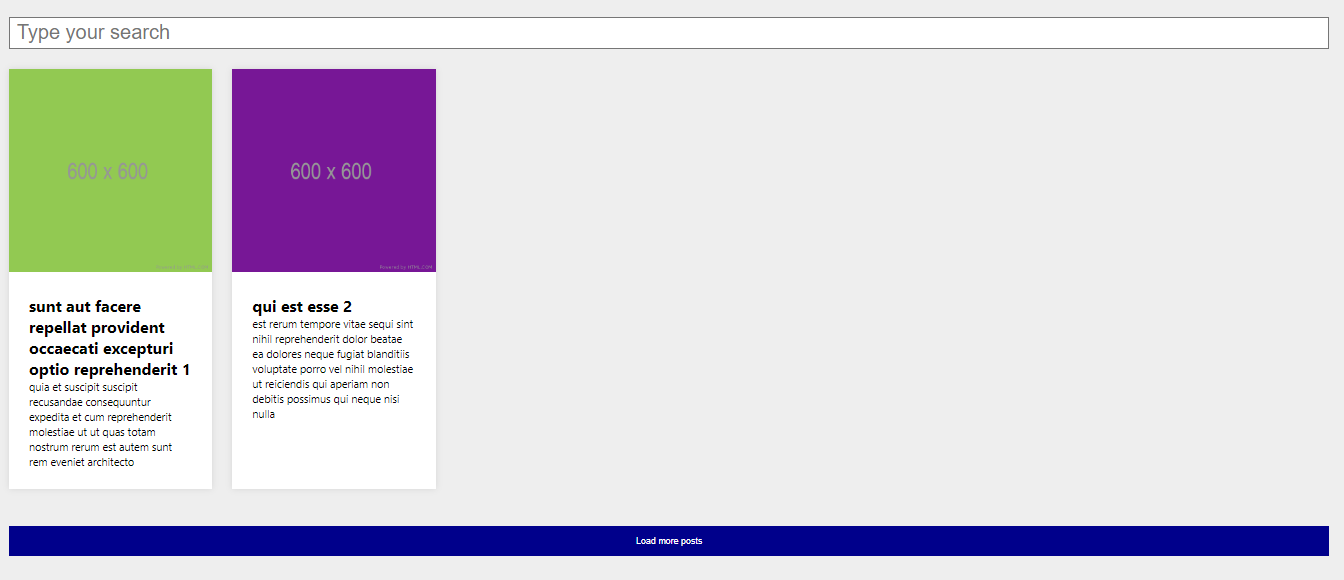 Type your search
600 x 600
Powered by HTML.COM
600 x 600
Powered by HTML.COM
sunt aut facere
repellat provident
occaecati excepturi
optio reprehenderit 1
quia et suscipit suscipit
recusandae consequuntur
expedita et cum reprehenderit
molestiae ut ut quas totam
nostrum rerum est autem sunt
rem eveniet architecto
qui est esse 2
est rerum tempore vitae sequi sint
nihil reprehenderit dolor beatae
ea dolores neque fugiat blanditiis
voluptate porro vel nihil molestiae
ut reiciendis qui aperiam non
debitis possimus qui neque nisi
nulla
Load more posts